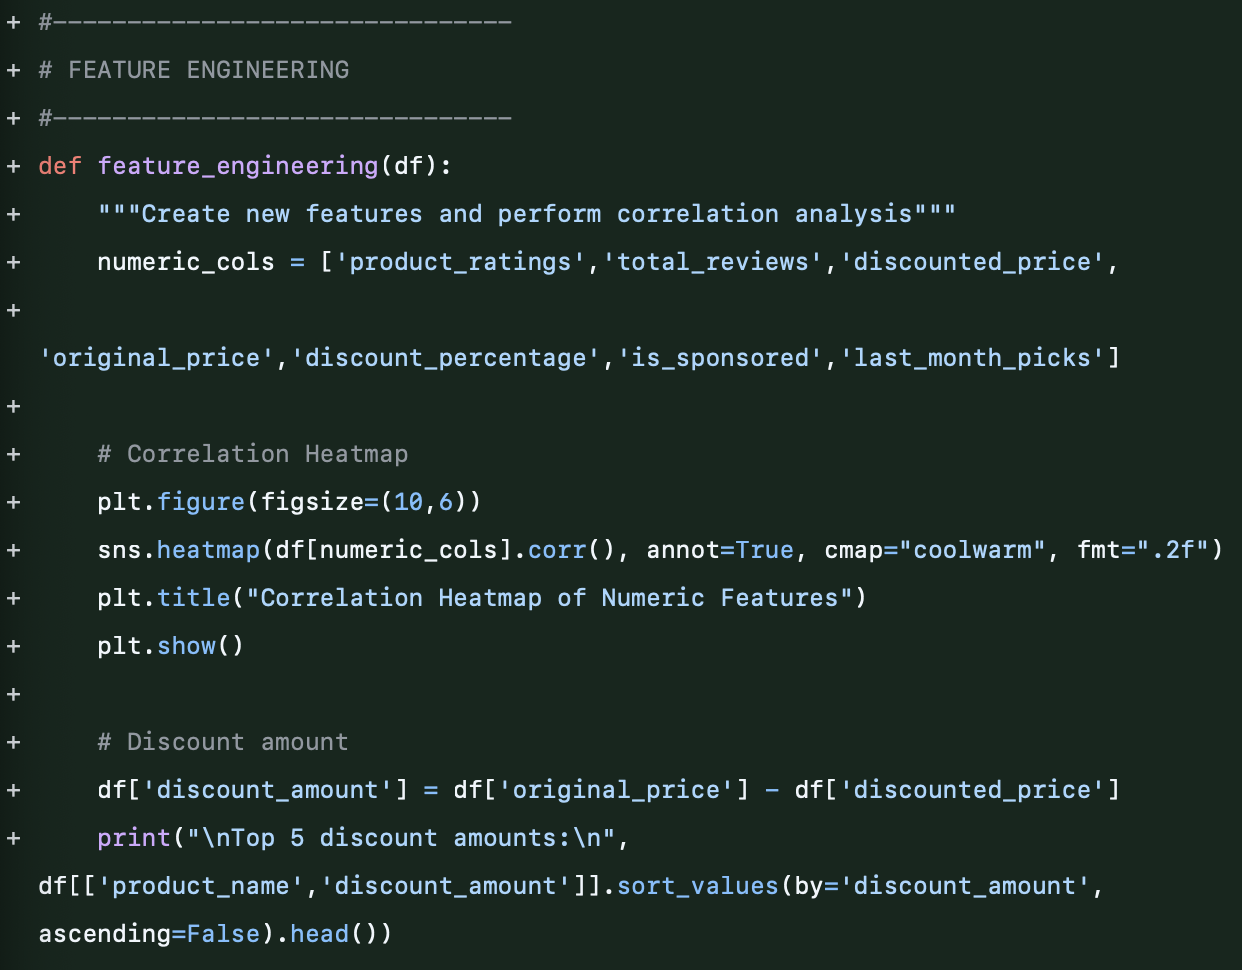 + #-------------------------------
+ # FEATURE ENGINEERING
+ #-------------------------------
+ def feature_engineering(df):
+     """Create new features and perform correlation analysis"""
+     numeric_cols = ['product_ratings','total_reviews','discounted_price',
+
  'original_price','discount_percentage','is_sponsored','last_month_picks']
+
+     # Correlation Heatmap
+     plt.figure(figsize=(10,6))
+     sns.heatmap(df[numeric_cols].corr(), annot=True, cmap="coolwarm", fmt=".2f")
+     plt.title("Correlation Heatmap of Numeric Features")
+     plt.show()
+
+     # Discount amount
+     df['discount_amount'] = df['original_price'] - df['discounted_price']
+     print("\nTop 5 discount amounts:\n",
  df[['product_name','discount_amount']].sort_values(by='discount_amount',
  ascending=False).head())